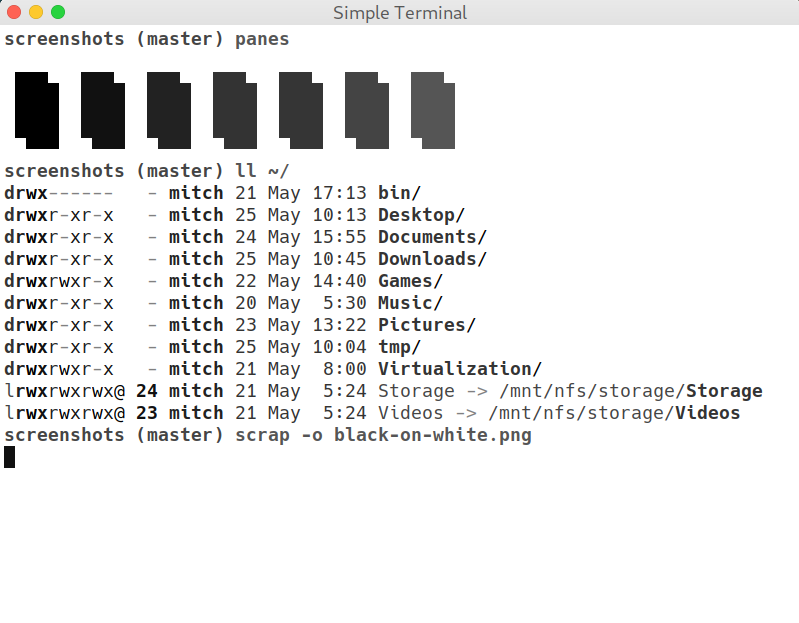 Simple Terminal
screenshots (master) panes
screenshots (master) ll ~/
drwx------   - mitch 21 May 17:13 bin/
drwxr-xr-x   - mitch 25 May 10:13 Desktop/
drwxr-xr-x   - mitch 24 May 15:55 Documents/
drwxr-xr-x   - mitch 25 May 10:45 Downloads/
drwxrwxr-x   - mitch 22 May 14:40 Games/
drwxr-xr-x   - mitch 20 May  5:30 Music/
drwxr-xr-x   - mitch 23 May 13:22 Pictures/
drwxr-xr-x   - mitch 25 May 10:04 tmp/
drwxrwxr-x   - mitch 21 May  8:00 Virtualization/
lrwxrwxrwx@ 24 mitch 21 May  5:24 Storage -> /mnt/nfs/storage/Storage
lrwxrwxrwx@ 23 mitch 21 May  5:24 Videos -> /mnt/nfs/storage/Videos
screenshots (master) scrap -o black-on-white.png